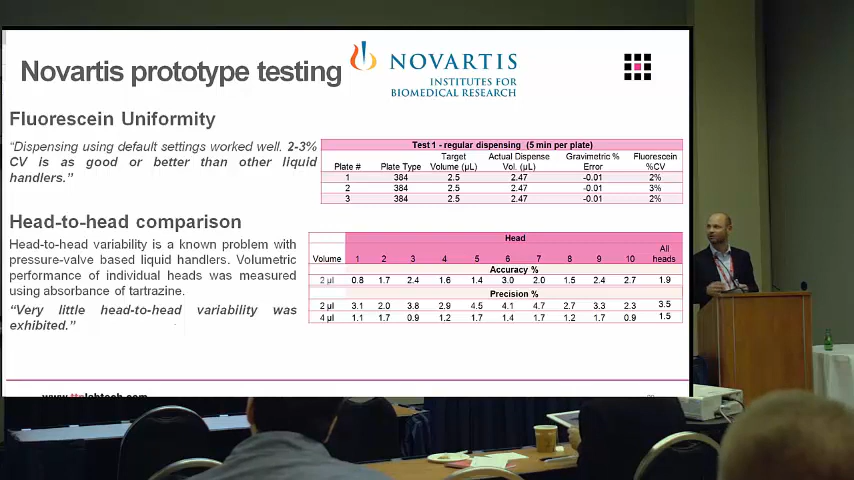 Novartis prototype testing
NOVARTIS
INSTITUTES FOR
BIOMEDICAL RESEARCH
Fluorescein Uniformity
“Dispensing using default settings worked well. 2-3%
CV is as good or better than other liquid
handlers.”
Test 1 - regular dispensing (5 min per plate)
Plate # Plate Type Target Volume (µL) Actual Dispense Vol. (µL) Gravimetric % Error Fluorescein %CV
1 384 2.5 2.47 -0.01 2%
2 384 2.5 2.47 -0.01 3%
3 384 2.5 2.47 -0.01 2%
Head-to-head comparison
Head-to-head variability is a known problem with
pressure-valve based liquid handlers. Volumetric
performance of individual heads was measured
using absorbance of tartrazine.
“Very little head-to-head variability was
exhibited.”
Head
Volume 1 2 3 4 5 6 7 8 9 10 All heads
Accuracy %
2 µl 0.8 1.7 2.4 1.6 1.4 3.0 2.0 1.5 2.4 2.7 1.9
Precision %
2 µl 3.1 2.0 3.8 2.9 4.5 4.1 4.7 2.7 3.3 2.3 3.5
4 µl 1.1 1.7 0.9 1.2 1.7 1.4 1.7 1.2 1.7 0.9 1.5
www.ttplabtech.com